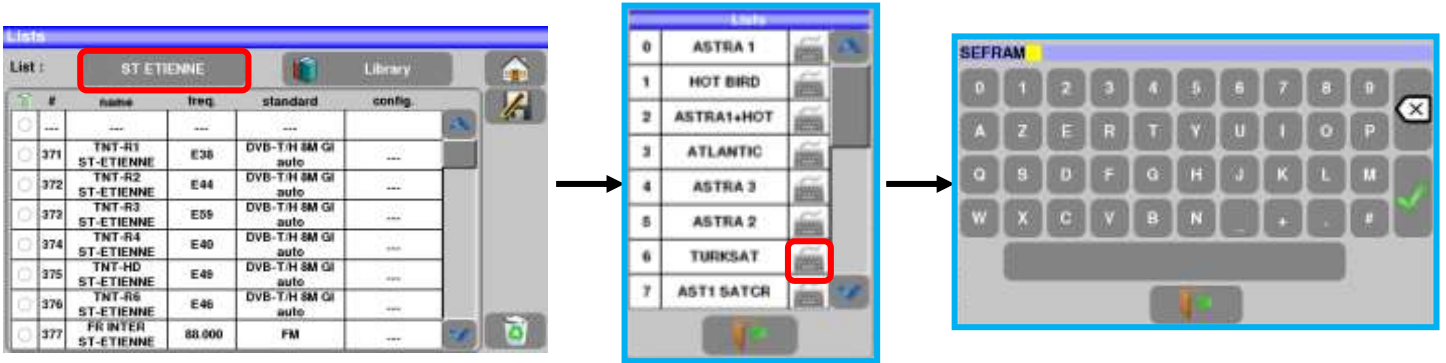 Lists
List :
ST ETIENNE
Library
# name freq. standard config.
--- --- --- ---
371 TNT-R1 ST-ETIENNE E38 DVB-T/H 8M GI auto ---
372 TNT-R2 ST-ETIENNE E44 DVB-T/H 8M GI auto ---
373 TNT-R3 ST-ETIENNE E59 DVB-T/H 8M GI auto ---
374 TNT-R4 ST-ETIENNE E40 DVB-T/H 8M GI auto ---
375 TNT-HD ST-ETIENNE E49 DVB-T/H 8M GI auto ---
376 TNT-R6 ST-ETIENNE E46 DVB-T/H 8M GI auto ---
377 FR INTER ST-ETIENNE 88.000 FM ---
Lists
0 ASTRA 1
1 HOT BIRD
2 ASTRA1+HOT
3 ATLANTIC
4 ASTRA 3
5 ASTRA 2
6 TURKSAT
7 AST1 SATCR
SEFRAM
0 1 2 3 4 5 6 7 8 9
A Z E R T Y U I O P
Q S D F G H J K L M
W X C V B N _ + . #